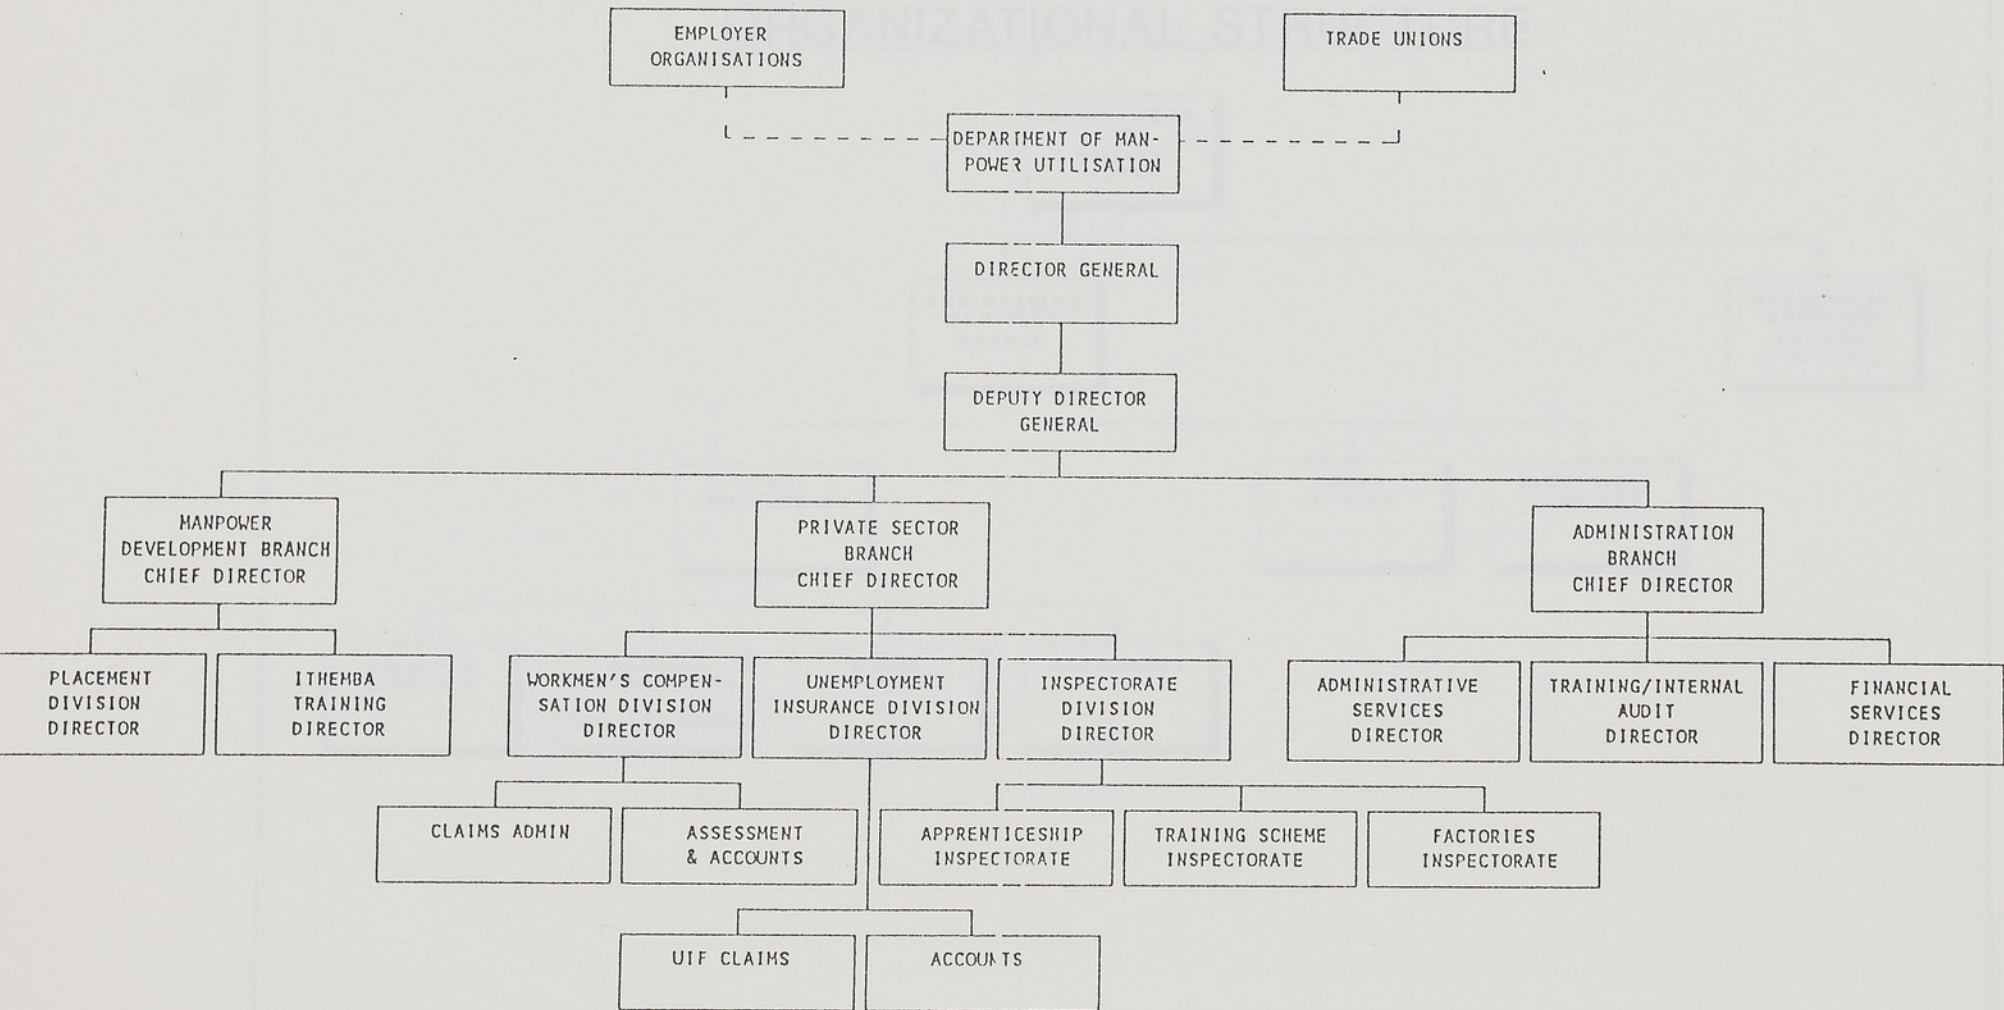 EMPLOYER
ORGANISATIONS
TRADE UNIONS
DEPARTMENT OF MAN-
POWER UTILISATION
DIRECTOR GENERAL
DEPUTY DIRECTOR
GENERAL
MANPOWER
DEVELOPMENT BRANCH
CHIEF DIRECTOR
PRIVATE SECTOR
BRANCH
CHIEF DIRECTOR
ADMINISTRATION
BRANCH
CHIEF DIRECTOR
PLACEMENT
DIVISION
DIRECTOR
ITHEMBA
TRAINING
DIRECTOR
WORKMEN'S COMPEN-
SATION DIVISION
DIRECTOR
UNEMPLOYMENT
INSURANCE DIVISION
DIRECTOR
INSPECTORATE
DIVISION
DIRECTOR
ADMINISTRATIVE
SERVICES
DIRECTOR
TRAINING/INTERNAL
AUDIT
DIRECTOR
FINANCIAL
SERVICES
DIRECTOR
CLAIMS ADMIN
ASSESSMENT
& ACCOUNTS
APPRENTICESHIP
INSPECTORATE
TRAINING SCHEME
INSPECTORATE
FACTORIES
INSPECTORATE
UIF CLAIMS
ACCOUNTS